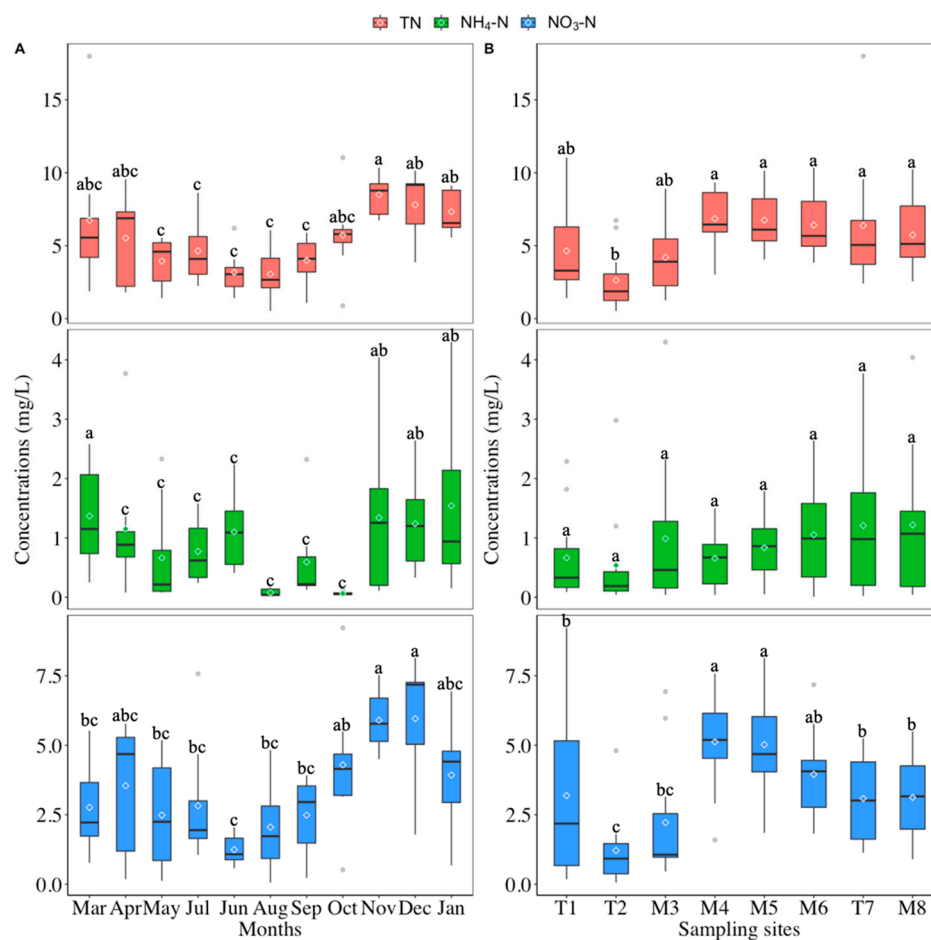 TN NH₄-N NO₃-N
A B
15
10
5
0
abc abc c c c c c abc a ab ab
ab b ab a a a a a
4
3
2
1
0
a c c c c c c c ab ab ab
a a a a a a a a
7.5
5.0
2.5
0.0
bc abc bc bc c bc bc ab a a abc
b c bc a a ab b b
Concentrations (mg/L)
Concentrations (mg/L)
Mar Apr May Jul Jun Aug Sep Oct Nov Dec Jan
Months
T1 T2 M3 M4 M5 M6 T7 M8
Sampling sites